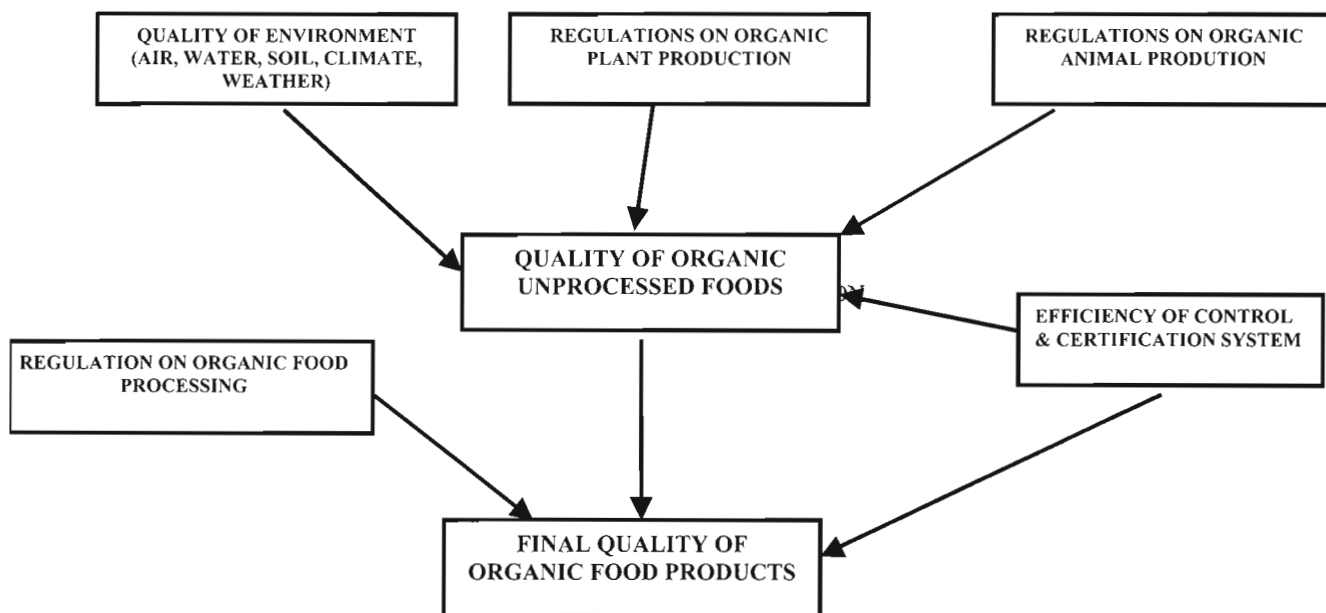 QUALITY OF ENVIRONMENT
(AIR, WATER, SOIL, CLIMATE,
WEATHER)
REGULATIONS ON ORGANIC
PLANT PRODUCTION
REGULATIONS ON ORGANIC
ANIMAL PRODUTION
QUALITY OF ORGANIC
UNPROCESSED FOODS
EFFICIENCY OF CONTROL
& CERTIFICATION SYSTEM
REGULATION ON ORGANIC FOOD
PROCESSING
FINAL QUALITY OF
ORGANIC FOOD PRODUCTS